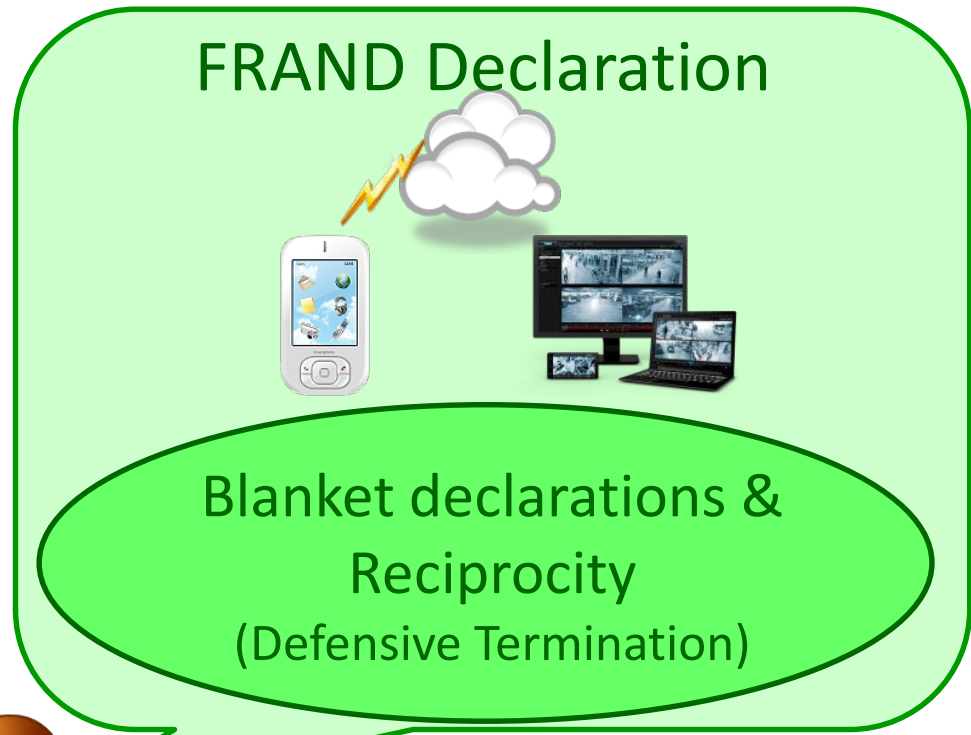 FRAND Declaration
Blanket declarations &
Reciprocity
(Defensive Termination)